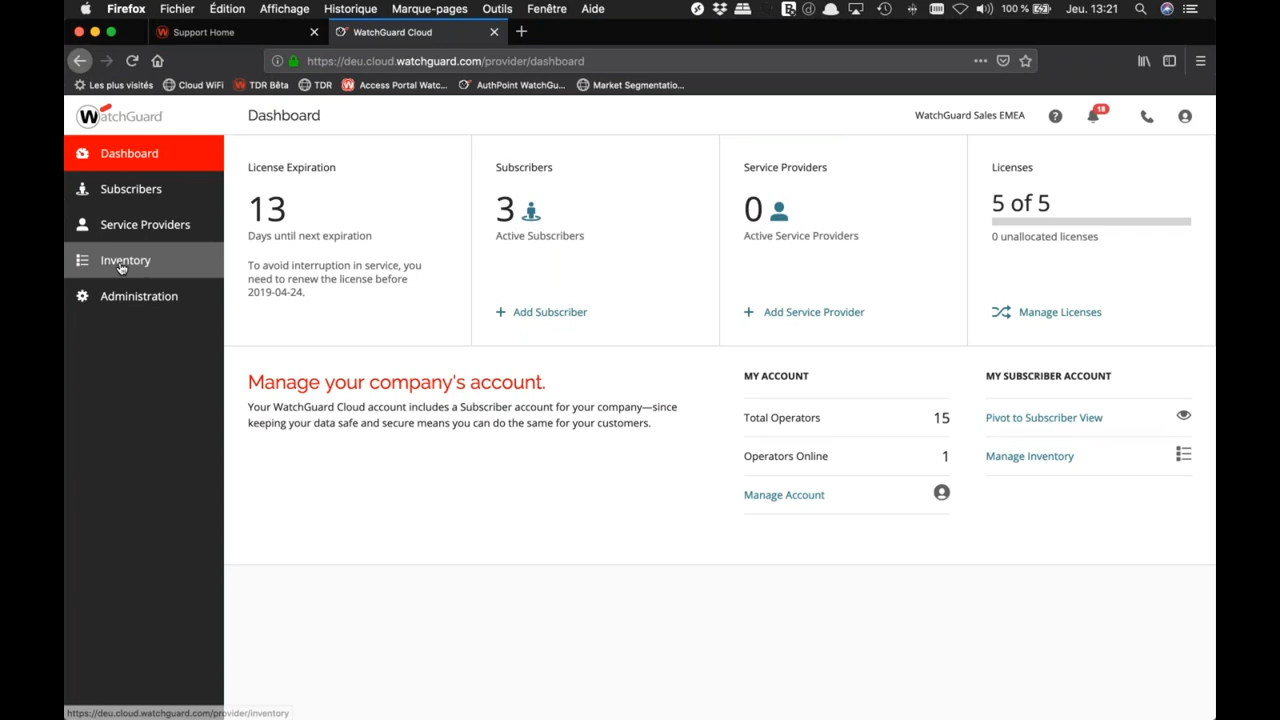 Firefox Fichier Édition Affichage Historique Marque-pages Outils Fenêtre Aide 100 % Jeu. 13:21
Support Home
WatchGuard Cloud
https://deu.cloud.watchguard.com/provider/dashboard
Les plus visités Cloud WiFi TDR Bêta TDR Access Portal Watc... AuthPoint WatchGu... Market Segmentatio...
WatchGuard
Dashboard
WatchGuard Sales EMEA
18
Dashboard
Subscribers
Service Providers
Inventory
Administration
License Expiration
13
Days until next expiration
To avoid interruption in service, you
need to renew the license before
2019-04-24.
Subscribers
3
Active Subscribers
+ Add Subscriber
Service Providers
0
Active Service Providers
+ Add Service Provider
Licenses
5 of 5
0 unallocated licenses
Manage Licenses
Manage your company's account.
Your WatchGuard Cloud account includes a Subscriber account for your company—since
keeping your data safe and secure means you can do the same for your customers.
MY ACCOUNT
Total Operators 15
Operators Online 1
Manage Account
MY SUBSCRIBER ACCOUNT
Pivot to Subscriber View
Manage Inventory
https://deu.cloud.watchguard.com/provider/inventory